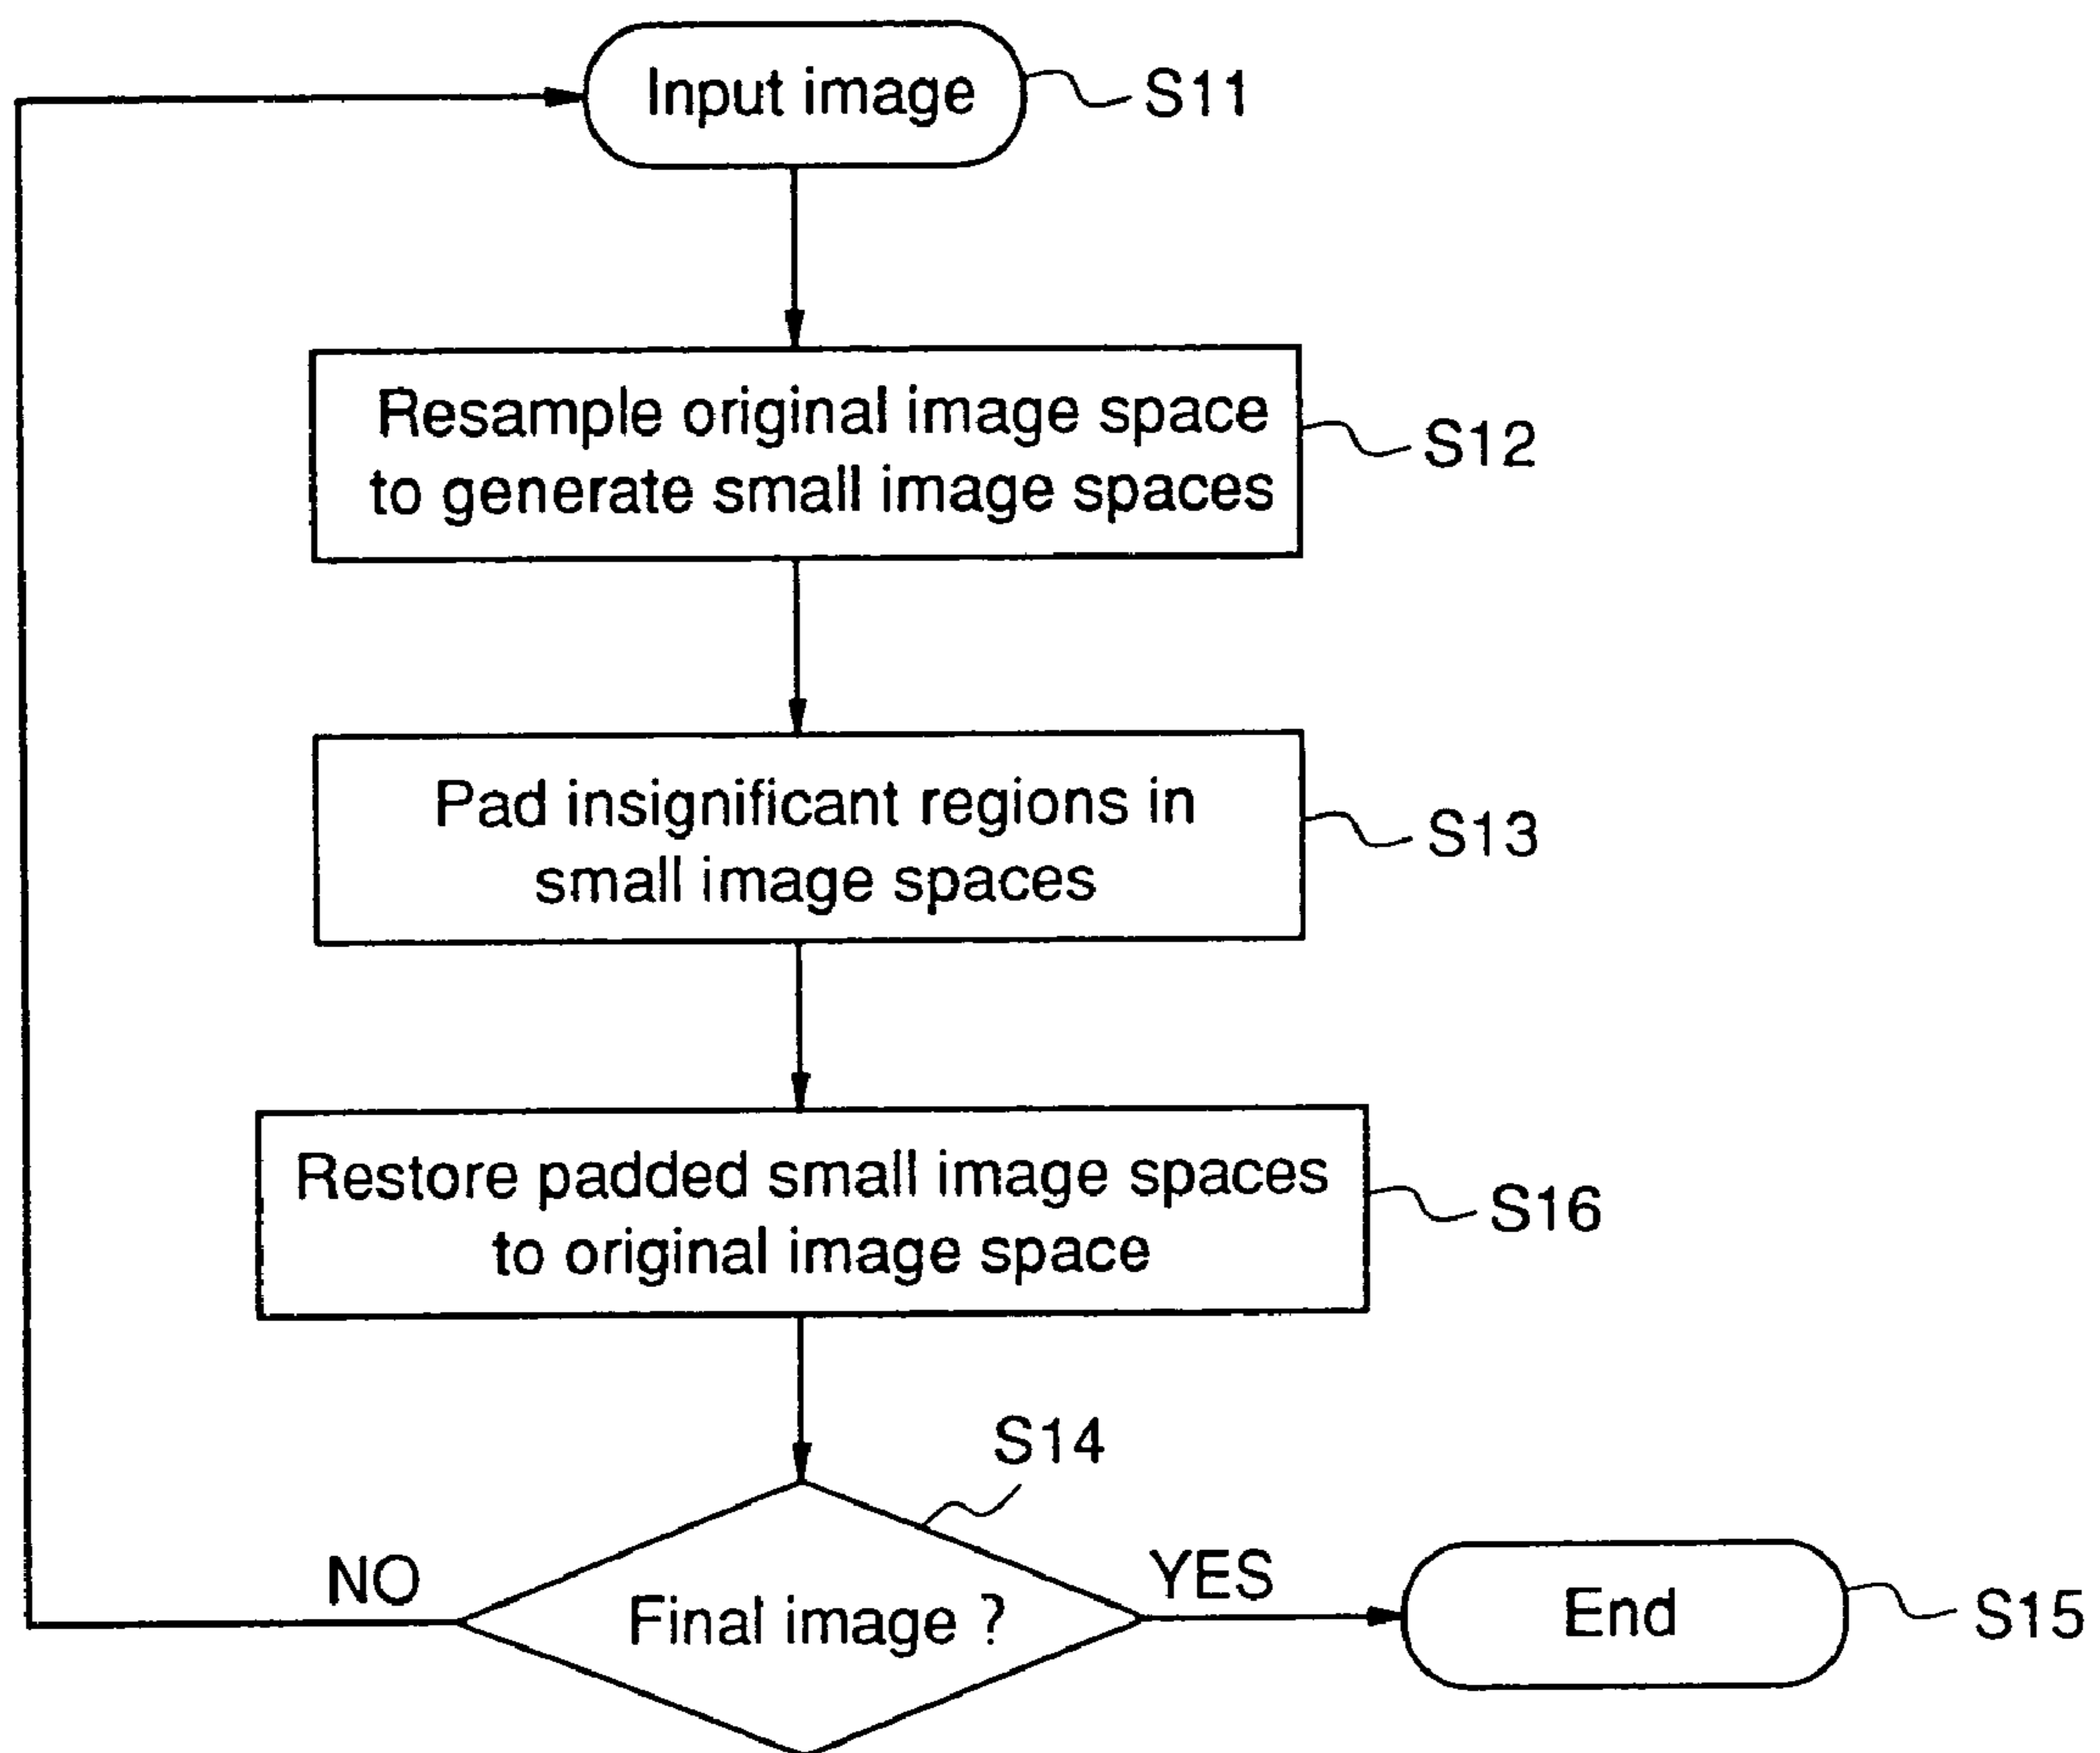 Input image
S11
Resample original image space
to generate small image spaces
S12
Pad insignificant regions in
small image spaces
S13
Restore padded small image spaces
to original image space
S16
S14
NO
Final image ?
YES
End
S15